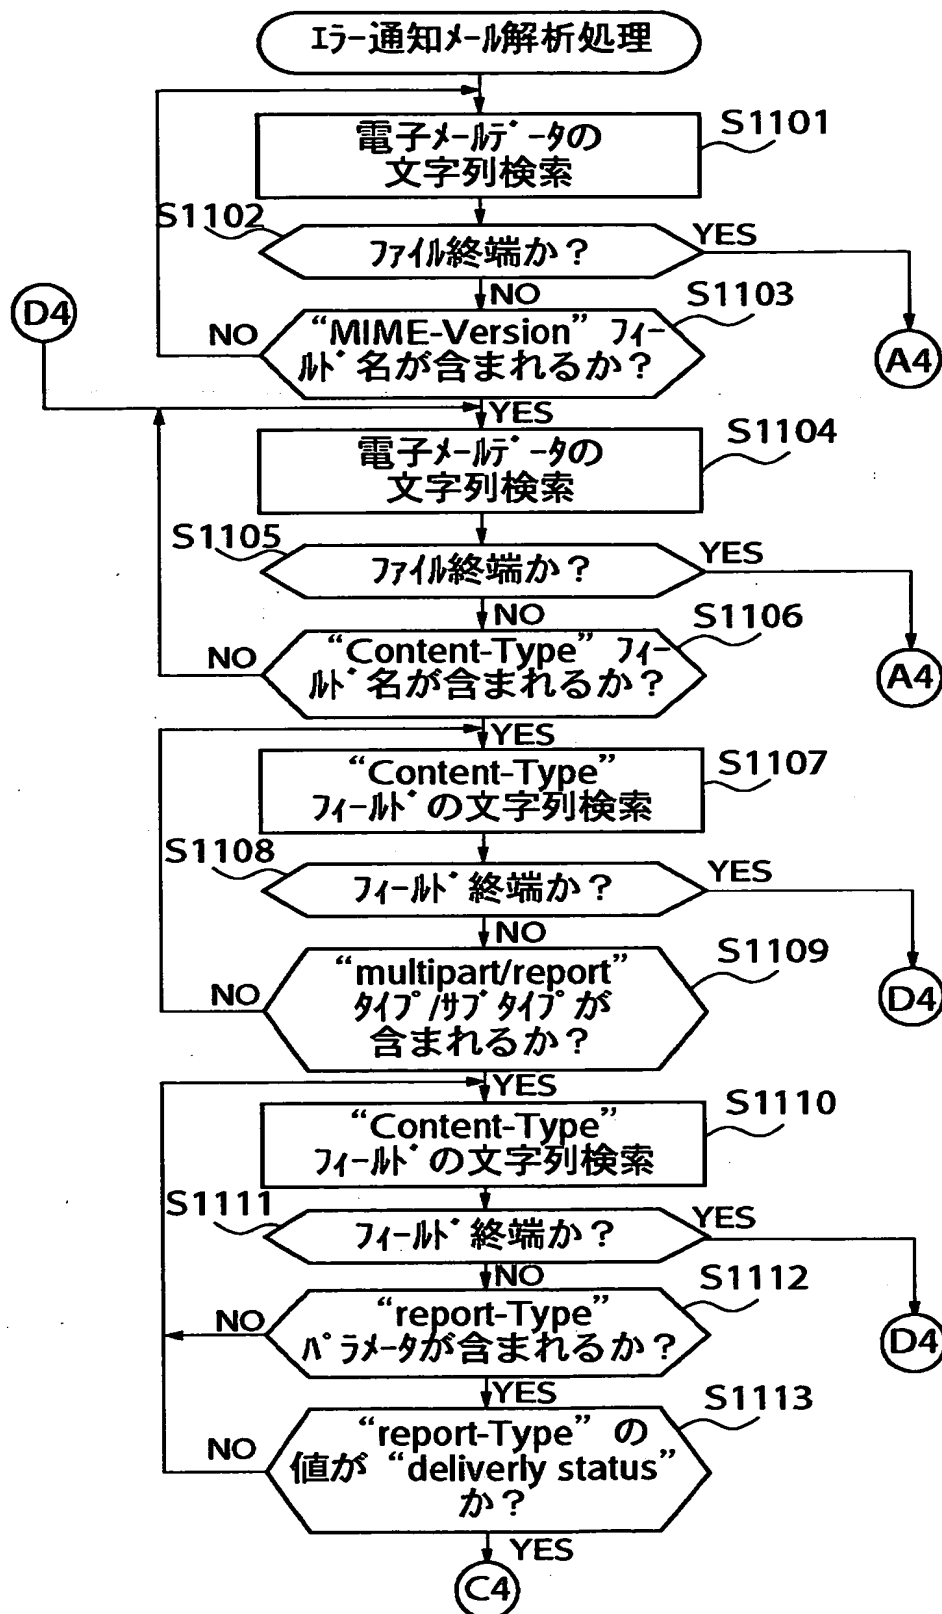 エラー通知メール解析処理
S1101
電子メールデータの
文字列検索
S1102
ファイル終端か?
YES
NO
S1103
D4
NO
“MIME-Version” フィー
ルド名が含まれるか?
A4
YES
S1104
電子メールデータの
文字列検索
S1105
ファイル終端か?
YES
NO
S1106
NO
“Content-Type” フィー
ルド名が含まれるか?
A4
YES
S1107
“Content-Type”
フィールドの文字列検索
S1108
フィールド終端か?
YES
NO
S1109
NO
“multipart/report”
タイプ/サブタイプが
含まれるか?
D4
YES
S1110
“Content-Type”
フィールドの文字列検索
S1111
フィールド終端か?
YES
NO
S1112
NO
“report-Type”
パラメータが含まれるか?
D4
YES
S1113
NO
“report-Type” の
値が “deliverly status”
か?
YES
C4